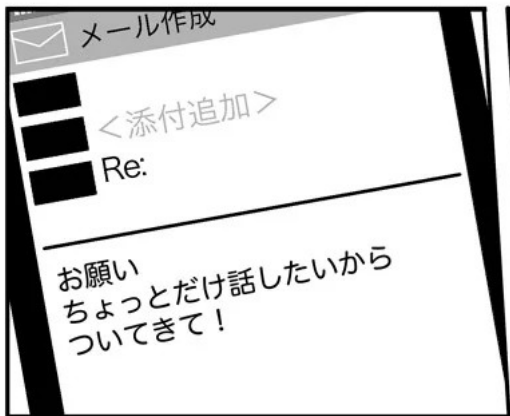 メール作成
<添付追加>
Re:
お願い
ちょっとだけ話したいから
ついてきて！